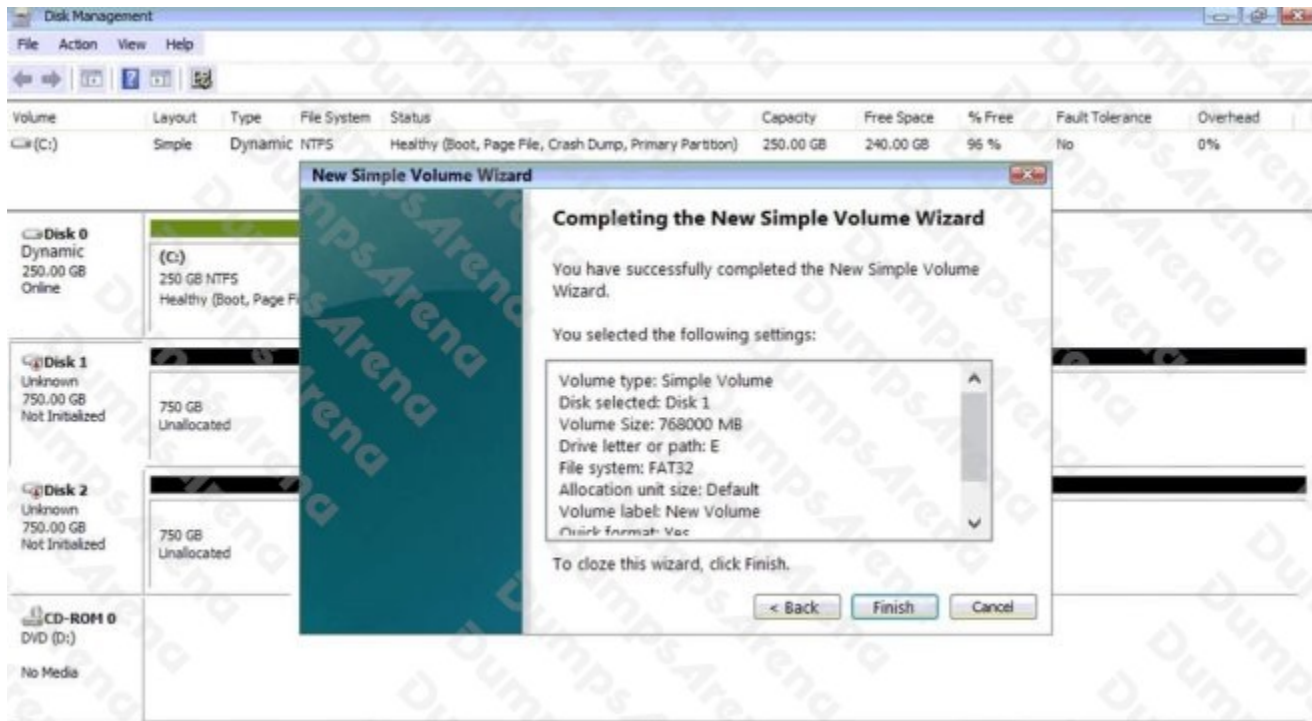 Disk Management
File Action View Help
Volume Layout Type File System Status Capacity Free Space % Free Fault Tolerance Overhead
(C:) Simple Dynamic NTFS Healthy (Boot, Page File, Crash Dump, Primary Partition) 250.00 GB 240.00 GB 96 % No 0%
New Simple Volume Wizard
Completing the New Simple Volume Wizard
You have successfully completed the New Simple Volume
Wizard.
You selected the following settings:
Volume type: Simple Volume
Disk selected: Disk 1
Volume Size: 768000 MB
Drive letter or path: E
File system: FAT32
Allocation unit size: Default
Volume label: New Volume
Quick format: Yes
To cloze this wizard, click Finish.
< Back Finish Cancel
Disk 0
Dynamic
250.00 GB
Online
(C:)
250 GB NTFS
Healthy (Boot, Page Fi
Disk 1
Unknown
750.00 GB
Not Initialized
750 GB
Unallocated
Disk 2
Unknown
750.00 GB
Not Initialized
750 GB
Unallocated
CD-ROM 0
DVD (D:)
No Media
DumpsArena